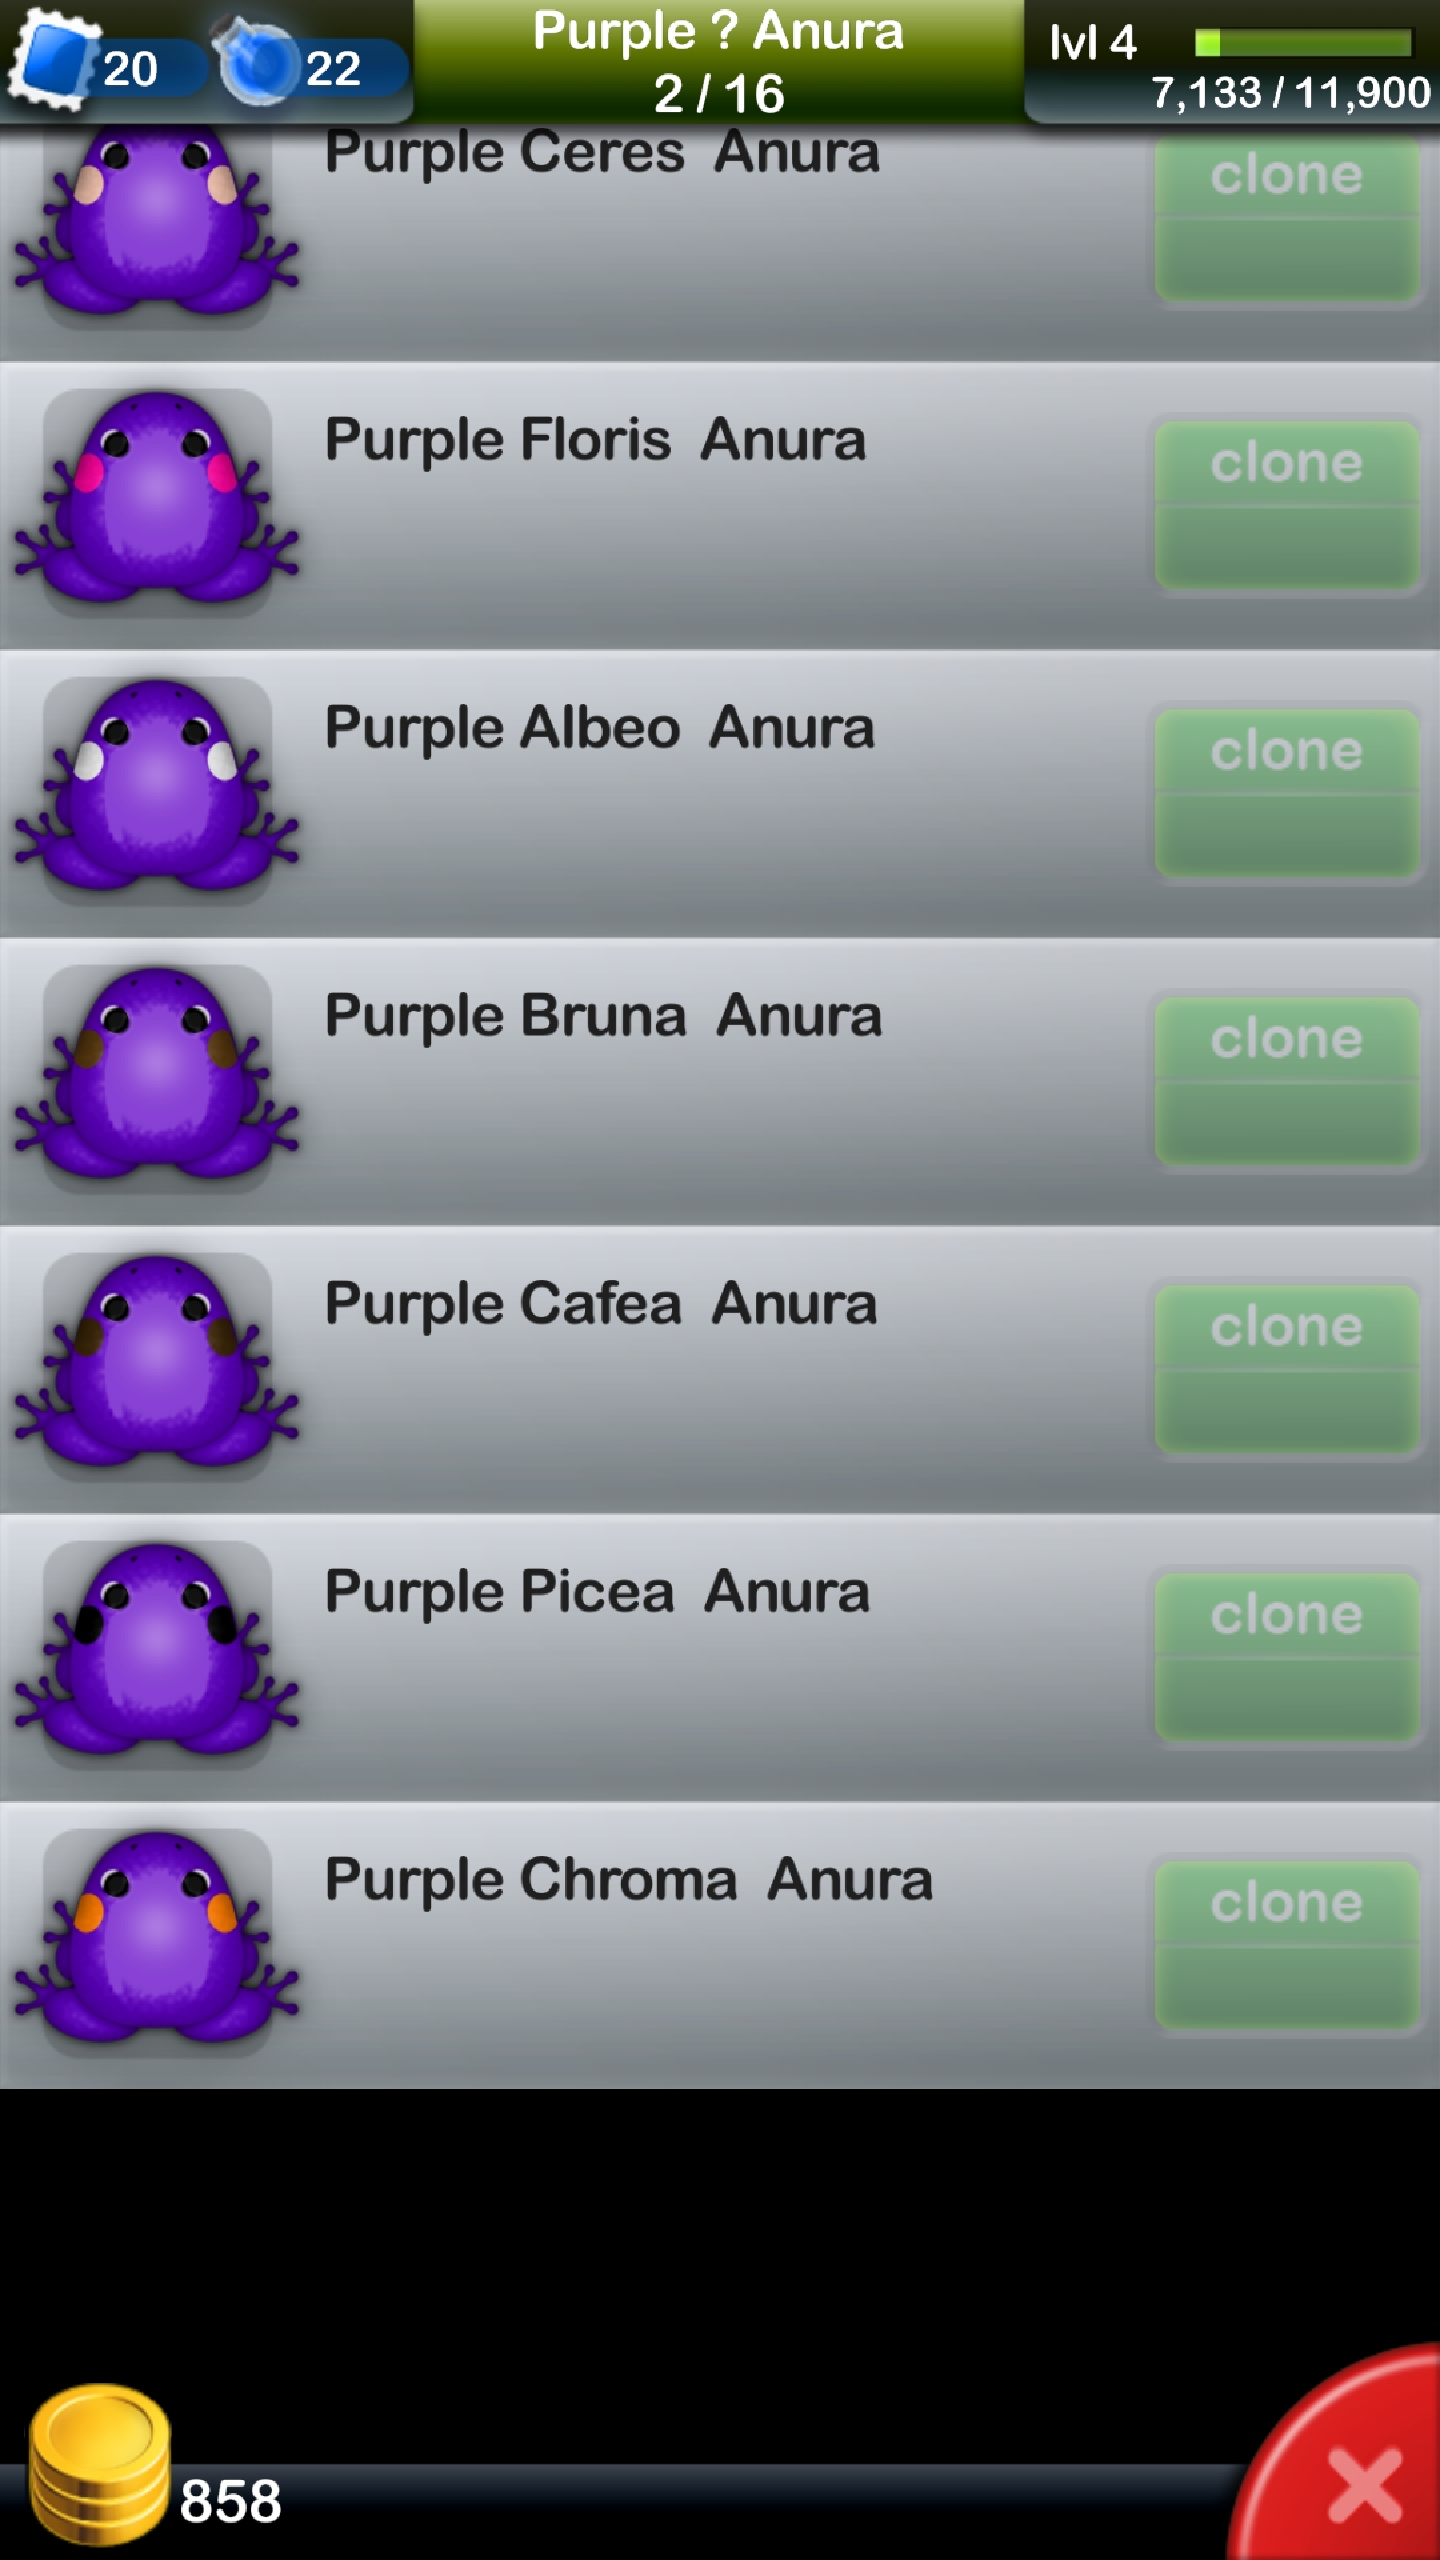 20
22
Purple ? Anura
2 / 16
lvl 4
7,133 / 11,900
Purple Ceres Anura
clone
Purple Floris Anura
clone
Purple Albeo Anura
clone
Purple Bruna Anura
clone
Purple Cafea Anura
clone
Purple Picea Anura
clone
Purple Chroma Anura
clone
858